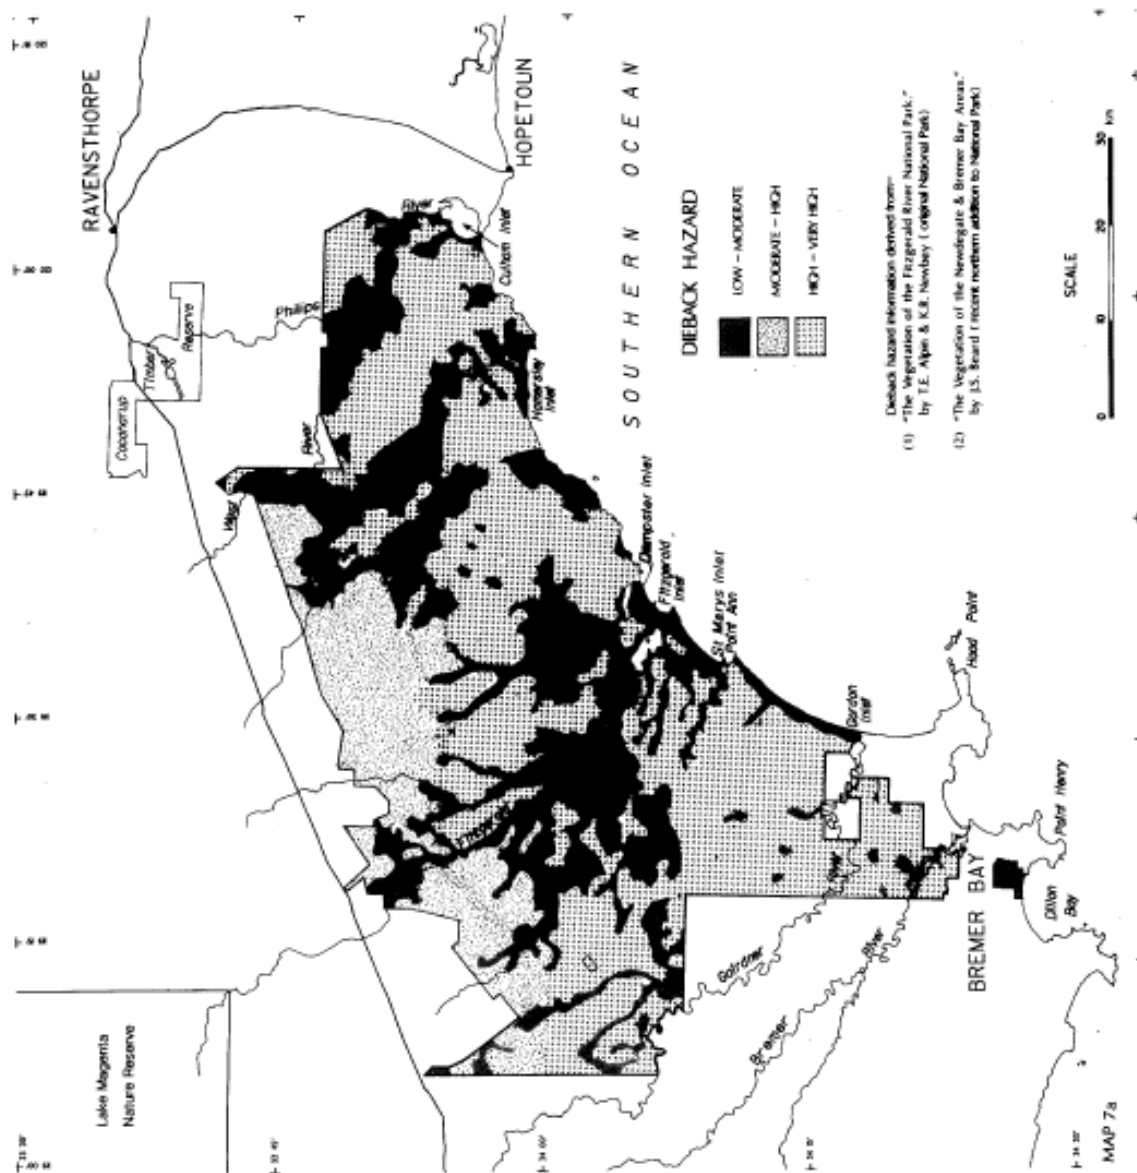 RAVENSTHORPE
HOPETOUN
SOUTHERN OCEAN
Culham Inlet
River
Phillips
Timber
Reserve
Cocanarup
River
West
Hamersley
Inlet
Dempster Inlet
Fitzgerald
Inlet
St Marys Inlet
Point Ann
Gordon
Inlet
Hood Point
Point Henry
Dillon
Bay
BREMER BAY
River
Gairdner
River
Bremer
Lake Magenta
Nature Reserve
DIEBACK HAZARD
LOW – MODERATE
MODERATE – HIGH
HIGH – VERY HIGH
Dieback hazard information derived from–
(1) "The Vegetation of the Fitzgerald River National Park."
by T.E. Aplin & K.R. Newbey ( original National Park)
(2) "The Vegetation of the Newdegate & Bremer Bay Areas."
by J.S. Beard ( recent northern addition to National Park)
SCALE
0 10 20 30 km
MAP 7a